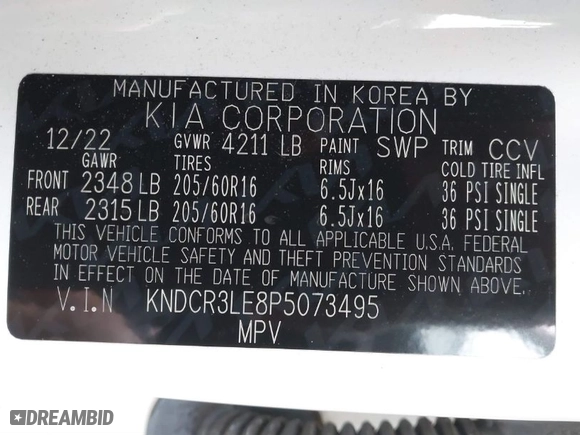 MANUFACTURED IN KOREA BY
KIA CORPORATION
12/22 GVWR 4211 LB PAINT SWP TRIM CCV
GAWR TIRES RIMS COLD TIRE INFL
FRONT 2348 LB 205/60R16 6.5Jx16 36 PSI SINGLE
REAR 2315 LB 205/60R16 6.5Jx16 36 PSI SINGLE
THIS VEHICLE CONFORMS TO ALL APPLICABLE U.S.A. FEDERAL
MOTOR VEHICLE SAFETY AND THEFT PREVENTION STANDARDS
IN EFFECT ON THE DATE OF MANUFACTURE SHOWN ABOVE.
V.I.N KNDCR3LE8P5073495
MPV
DREAMBID